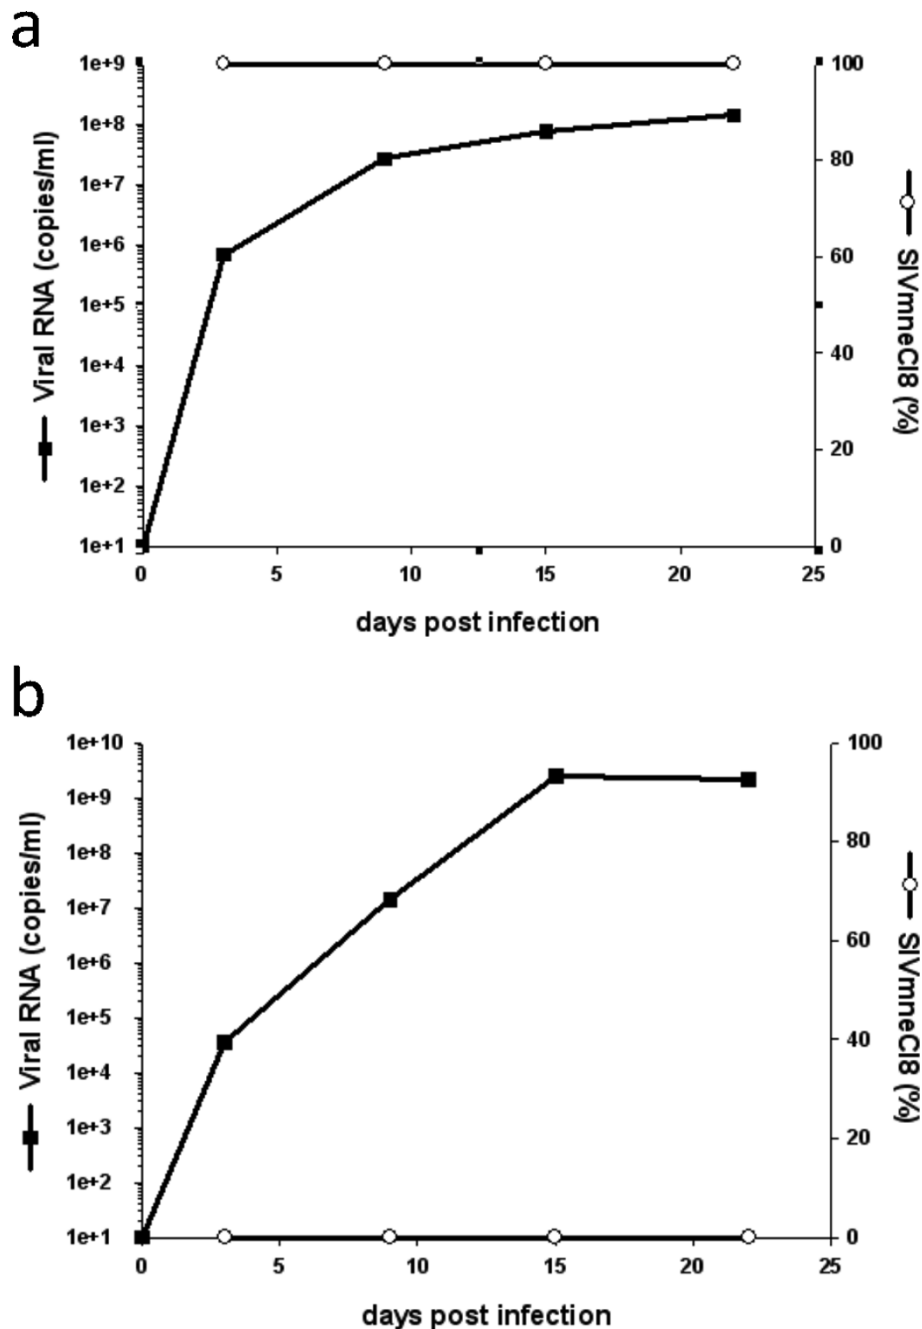 a
1e+9
1e+8
1e+7
1e+6
1e+5
1e+4
1e+3
1e+2
1e+1
Viral RNA (copies/ml)
100
80
60
40
20
0
SIVmneCl8 (%)
0 5 10 15 20 25
days post infection
b
1e+10
1e+9
1e+8
1e+7
1e+6
1e+5
1e+4
1e+3
1e+2
1e+1
Viral RNA (copies/ml)
100
80
60
40
20
0
SIVmneCl8 (%)
0 5 10 15 20 25
days post infection